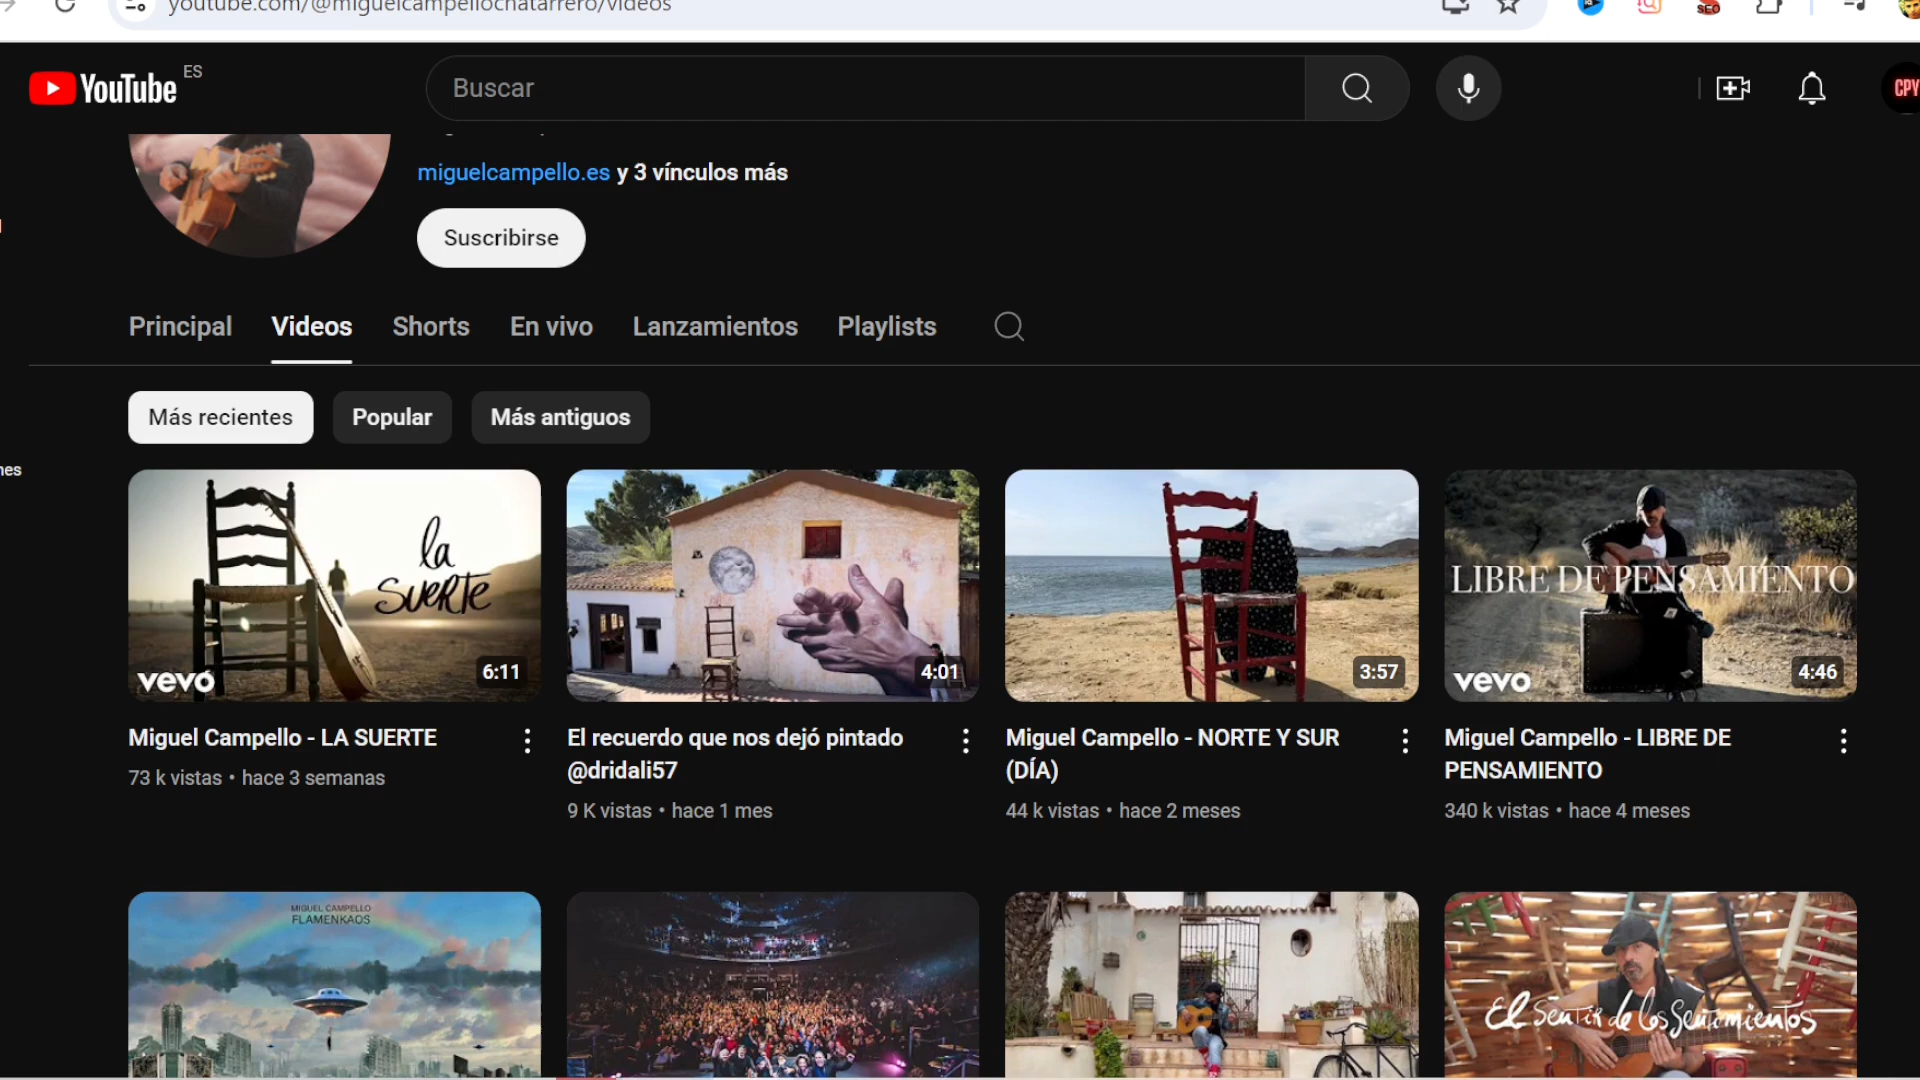 youtube.com/@miguelcampellochatarrero/videos
SEO
YouTube ES
Buscar
CPY
miguelcampello.es y 3 vínculos más
Suscribirse
Principal Videos Shorts En vivo Lanzamientos Playlists
Más recientes Popular Más antiguos
nes
la
SUERTE
LIBRE DE PENSAMIENTO
vevo 6:11 4:01 3:57 vevo 4:46
Miguel Campello - LA SUERTE
73 k vistas • hace 3 semanas
El recuerdo que nos dejó pintado
@dridali57
9 K vistas • hace 1 mes
Miguel Campello - NORTE Y SUR
(DÍA)
44 k vistas • hace 2 meses
Miguel Campello - LIBRE DE
PENSAMIENTO
340 k vistas • hace 4 meses
MIGUEL CAMPELLO
FLAMENKAOS
El Sentir de los Sentimientos